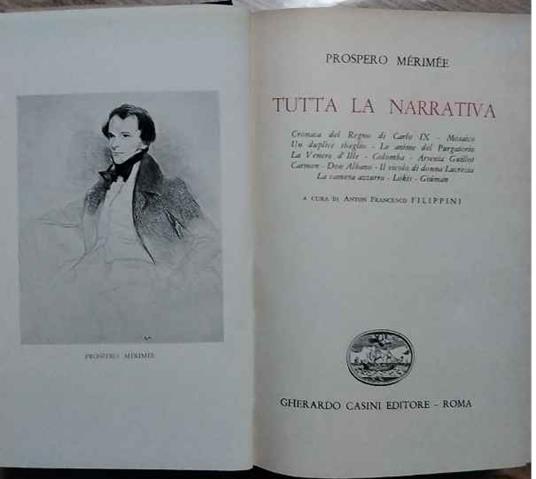 PROSPERO MÉRIMÉE
PROSPERO MÉRIMÉE
TUTTA LA NARRATIVA
Cronaca del Regno di Carlo IX - Mosaico
Un duplice sbaglio - Le anime del Purgatorio
La Venere d'Ille - Colomba - Arsenia Guillot
Carmen - Don Albano - Il vicolo di donna Lucrezia
La camera azzurra - Lokis - Giuman
A CURA DI ANTON FRANCESCO FILIPPINI
GHERARDO CASINI EDITORE - ROMA